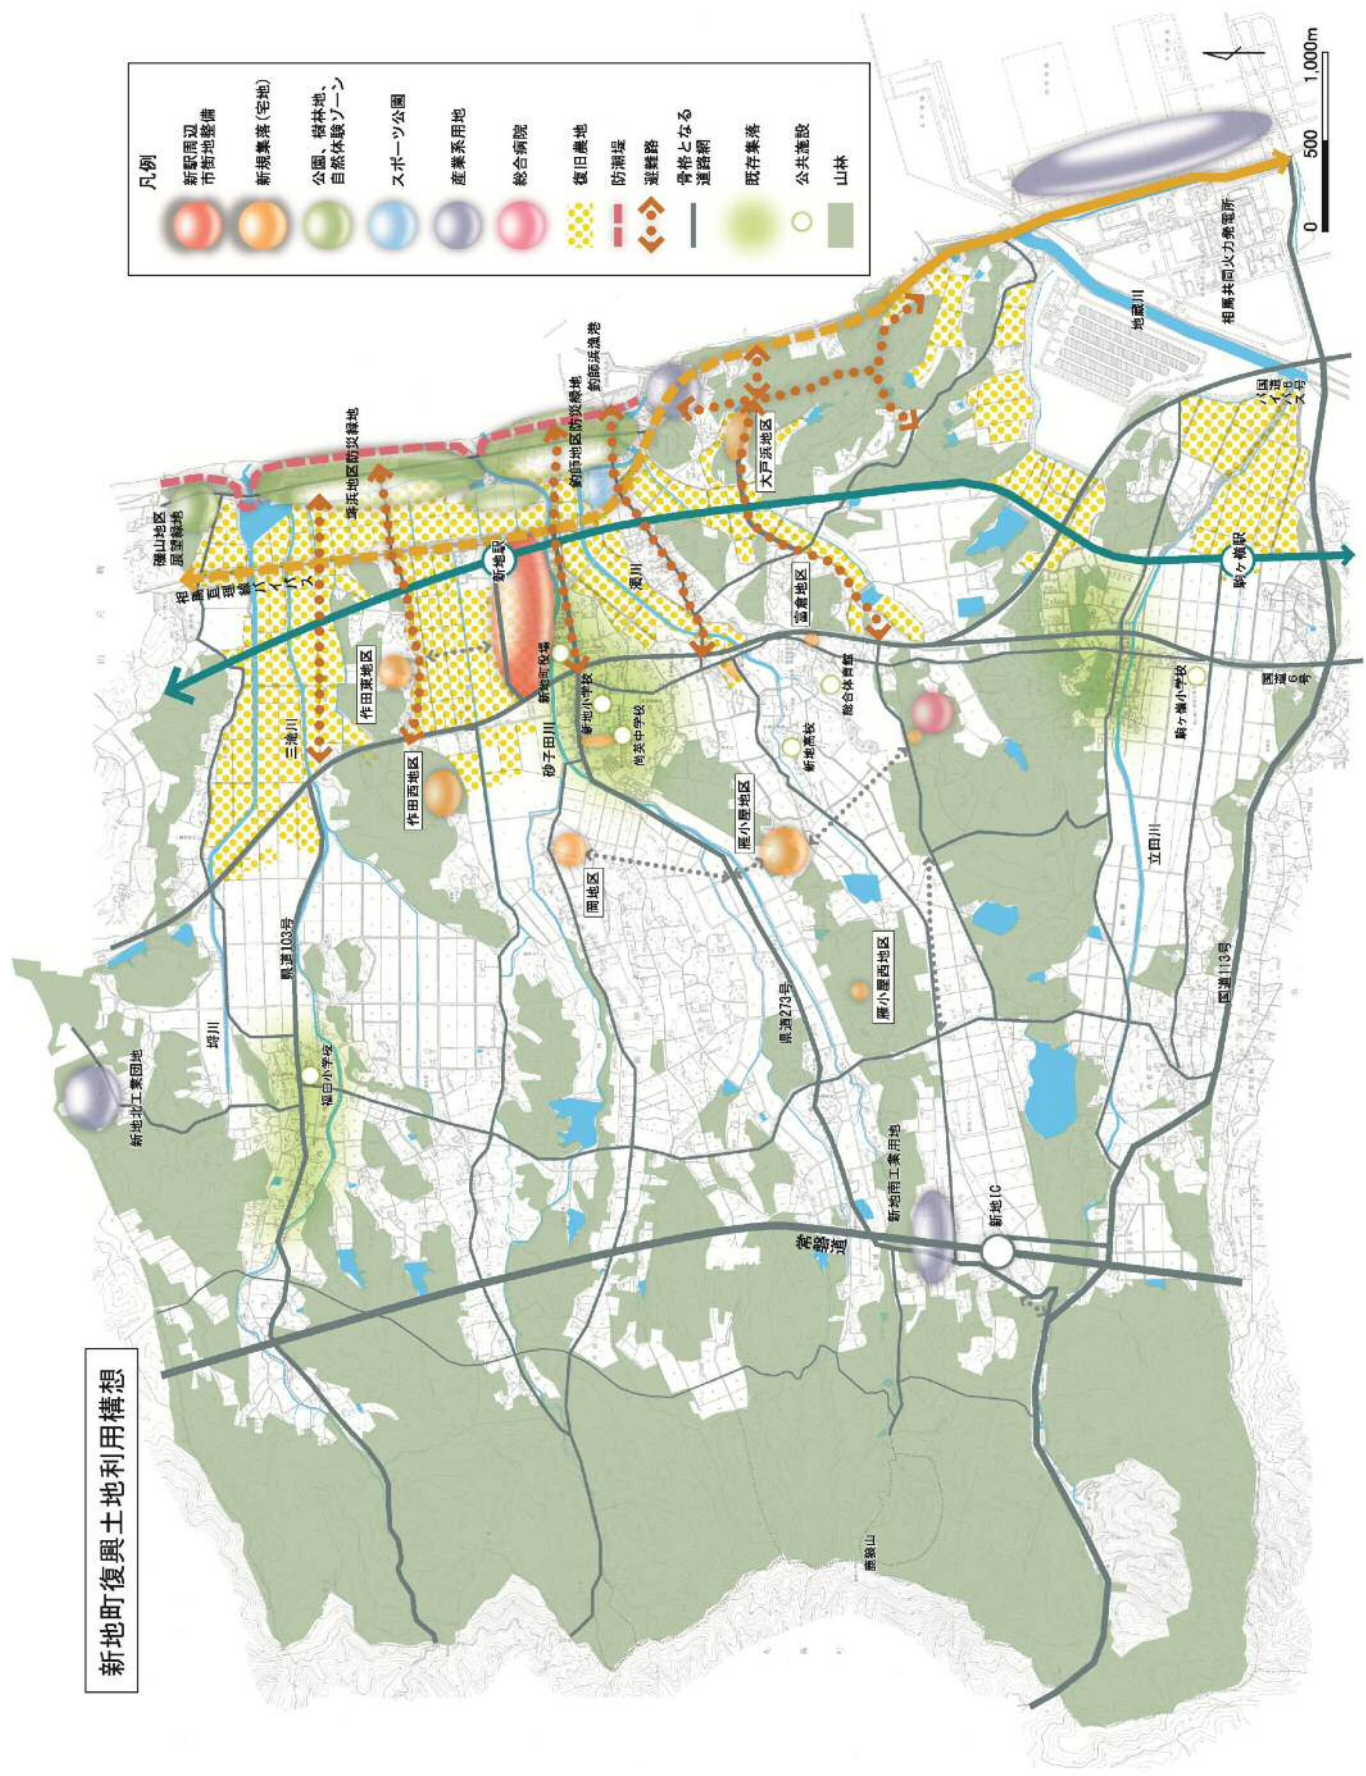 新地町復興土地利用構想
凡例
新駅周辺
市街地整備
新規集落(宅地)
公園、樹林地、
自然体験ゾーン
スポーツ公園
産業系用地
総合病院
復旧農地
防潮堤
避難路
骨格となる
道路網
既存集落
公共施設
山林
0
500
1,000m
新地北工業団地
埒川
県道103号
福田小学校
三滝川
磯山地区
展望緑地
相馬亘理線バイパス
埓浜地区防災緑地
釣師地区防災緑地
釣師浜漁港
作田東地区
作田西地区
新地駅
新地町役場
砂子田川
新地小学校
尚英中学校
濁川
大戸浜地区
富倉地区
総合体育館
新地高校
岡地区
雁小屋地区
雁小屋西地区
県道273号
新地南工業用地
常磐道
新地IC
鹿狼山
立田川
国道113号
国道6号
駒ヶ嶺小学校
駒ヶ嶺駅
国道6号
バイパス
地蔵川
相馬共同火力発電所